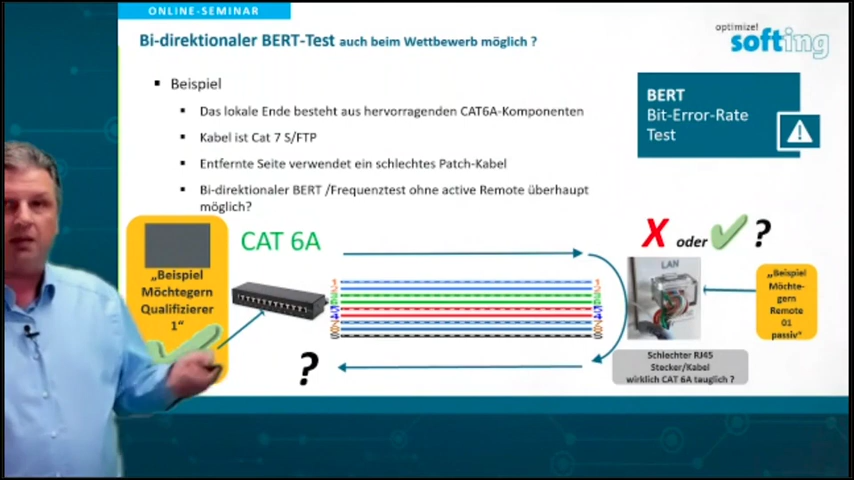 ONLINE-SEMINAR
Bi-direktionaler BERT-Test auch beim Wettbewerb möglich ?
optimize!
softing
Beispiel
Das lokale Ende besteht aus hervorragenden CAT6A-Komponenten
Kabel ist Cat 7 S/FTP
Entfernte Seite verwendet ein schlechtes Patch-Kabel
Bi-direktionaler BERT /Frequenztest ohne active Remote überhaupt
möglich?
BERT
Bit-Error-Rate
Test
CAT 6A
X oder ?
„Beispiel
Möchtegern
Qualifizierer
1“
LAN
„Beispiel
Möchte-
gern
Remote
01
passiv“
?
Schlechter RJ45
Stecker/Kabel
wirklich CAT 6A tauglich ?